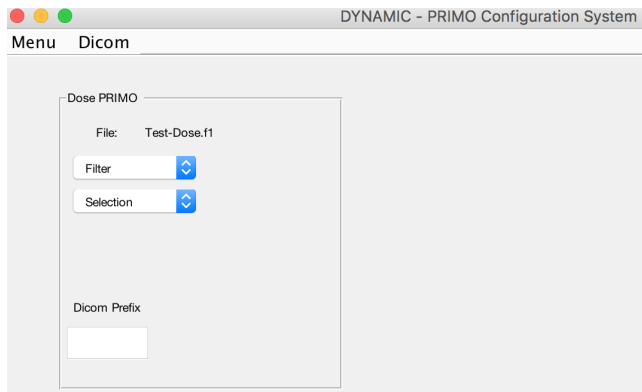 DYNAMIC - PRIMO Configuration System
Menu Dicom
Dose PRIMO
File: Test-Dose.f1
Filter
Selection
Dicom Prefix